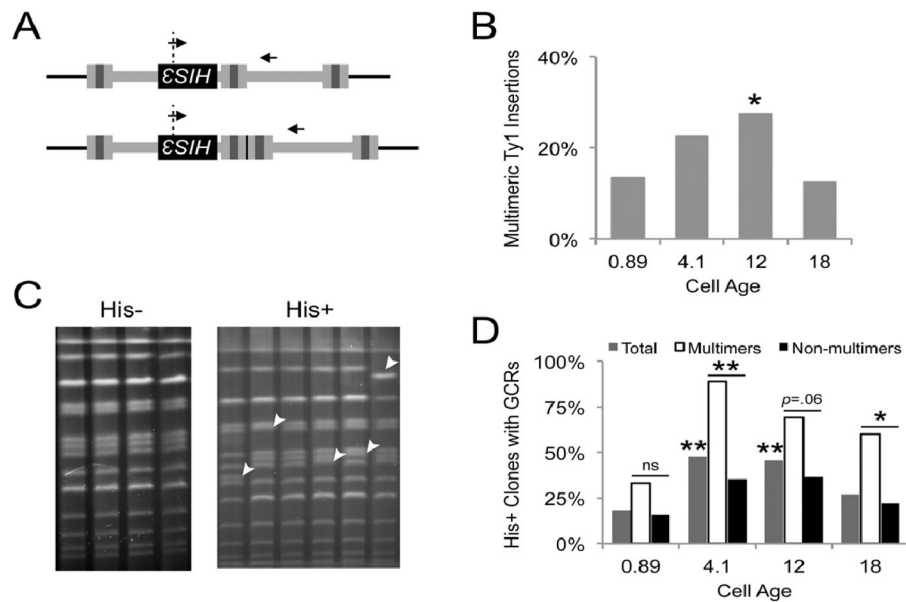 A
HIS3
HIS3
B
Multimeric Ty1 Insertions
40%
20%
0%
*
0.89 4.1 12 18
Cell Age
C
His- His+
D
Total Multimers Non-multimers
His+ Clones with GCRs
100%
75%
50%
25%
0%
ns
** **
** p=.06
*
0.89 4.1 12 18
Cell Age